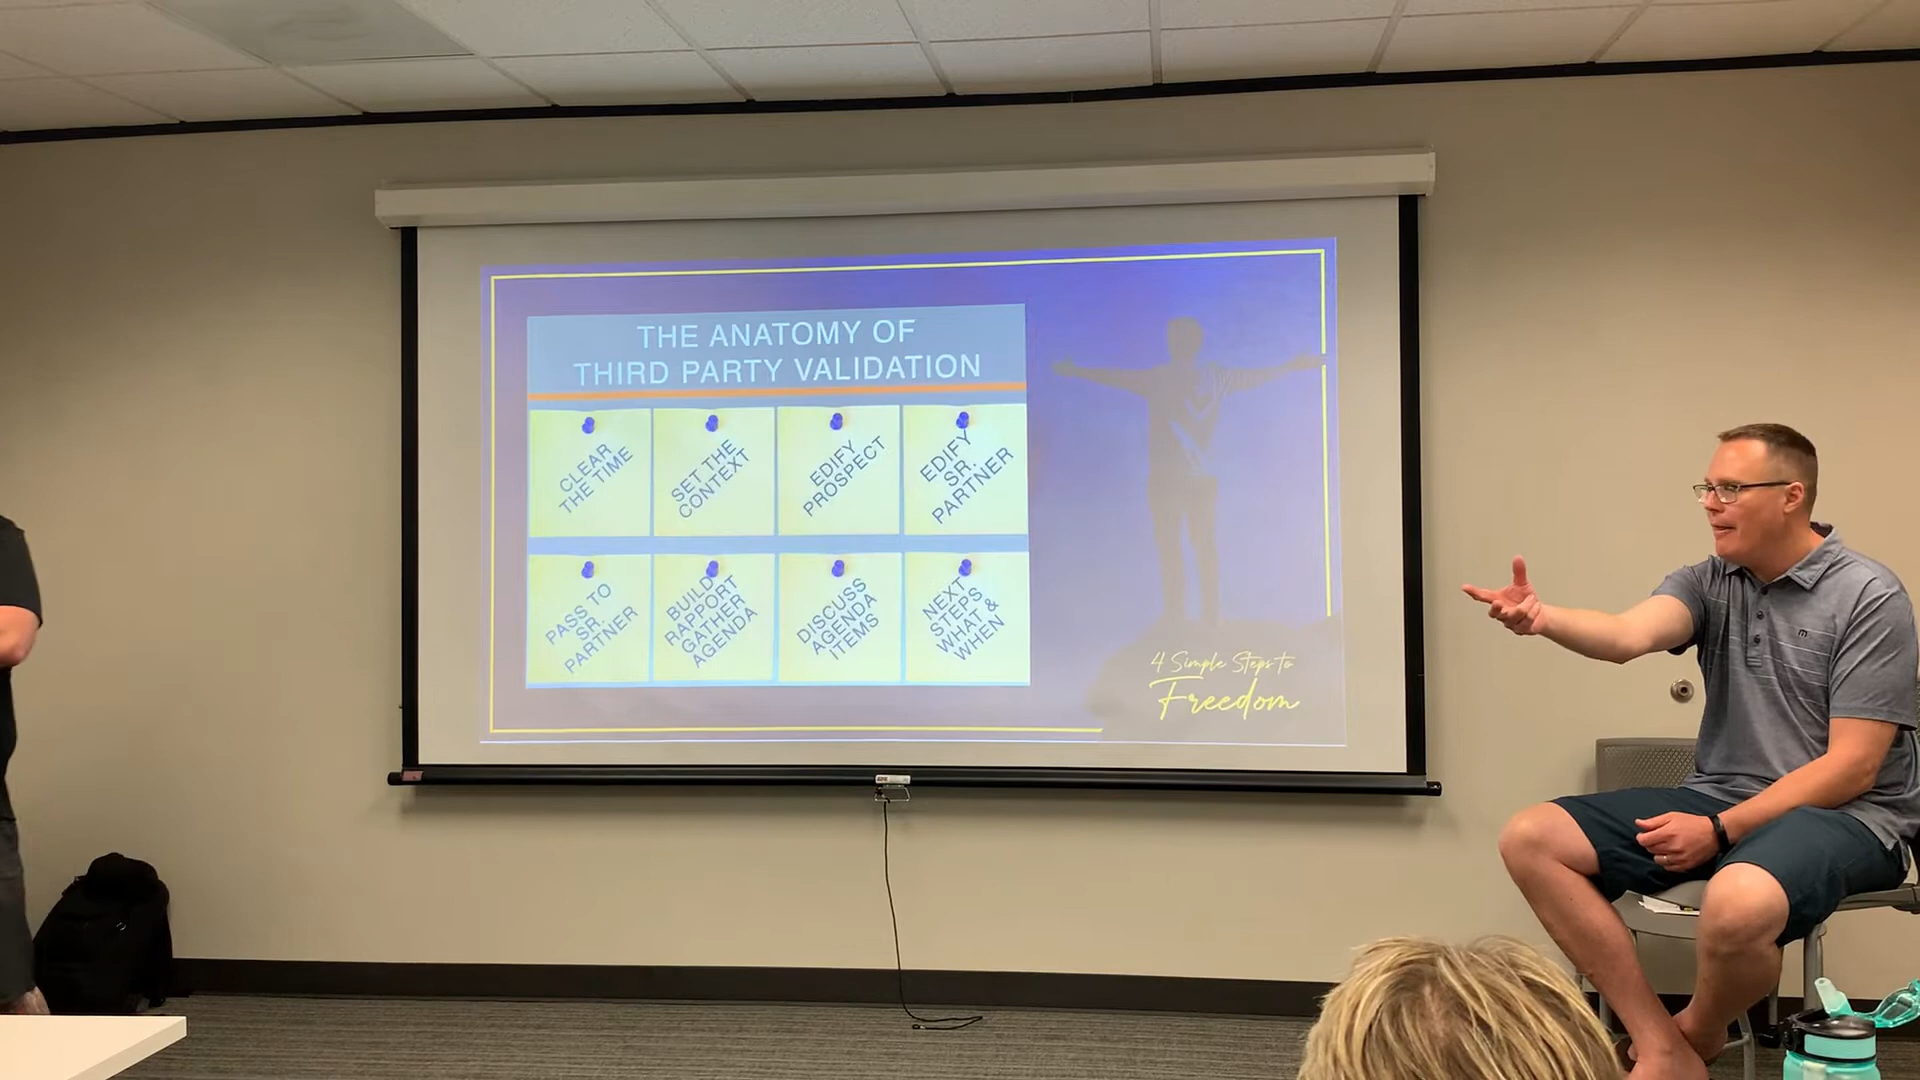 THE ANATOMY OF
THIRD PARTY VALIDATION
CLEAR
THE TIME
SET THE
CONTEXT
EDIFY
PROSPECT
EDIFY
SR.
PARTNER
PASS TO
SR.
PARTNER
BUILD
RAPPORT
GATHER
AGENDA
DISCUSS
AGENDA
ITEMS
NEXT
STEPS
WHAT &
WHEN
4 Simple Steps to
Freedom